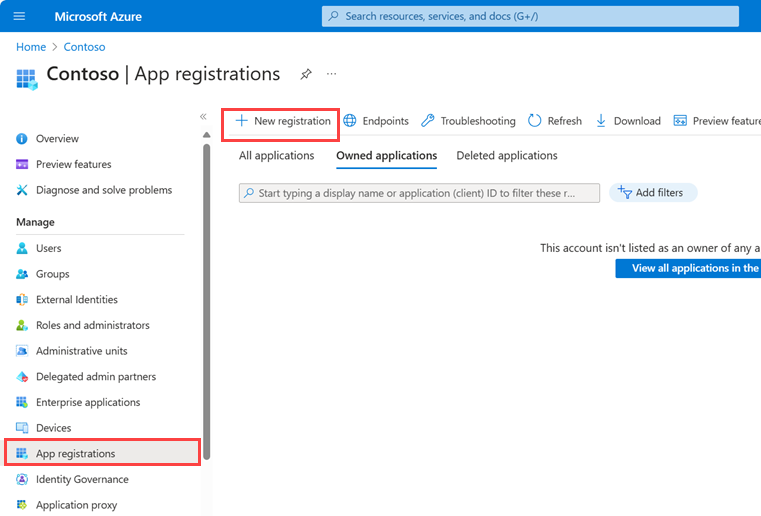 Microsoft Azure
Search resources, services, and docs (G+/)
Home > Contoso
Contoso | App registrations
Overview
Preview features
Diagnose and solve problems
Manage
Users
Groups
External Identities
Roles and administrators
Administrative units
Delegated admin partners
Enterprise applications
Devices
App registrations
Identity Governance
Application proxy
New registration Endpoints Troubleshooting Refresh Download Preview feature
All applications Owned applications Deleted applications
Start typing a display name or application (client) ID to filter these r... Add filters
This account isn't listed as an owner of any a
View all applications in the